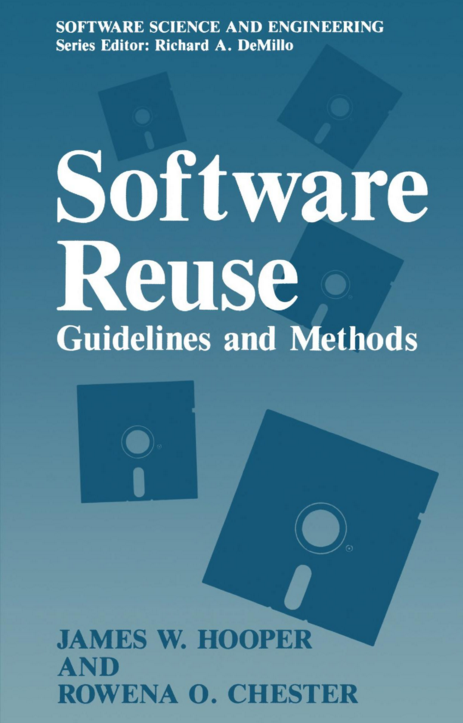 SOFTWARE SCIENCE AND ENGINEERING
Series Editor: Richard A. DeMillo
Software
Reuse
Guidelines and Methods
JAMES W. HOOPER
AND
ROWENA O. CHESTER